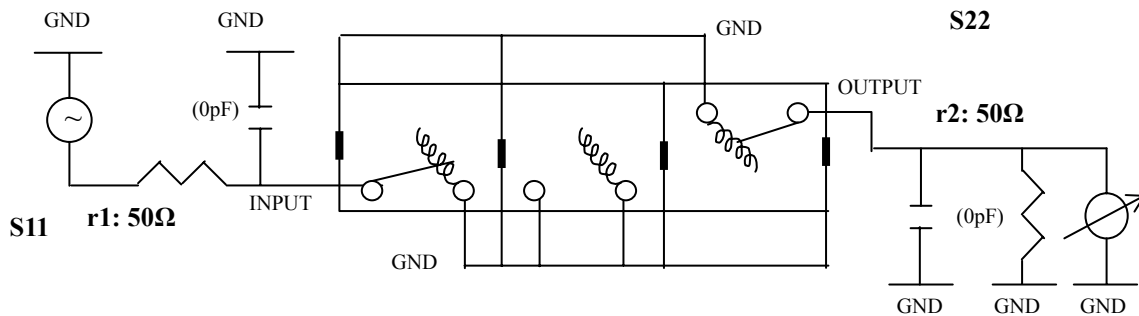 GND
GND
GND
S22
(0pF)
OUTPUT
r2: 50Ω
~
INPUT
r1: 50Ω
S11
GND
(0pF)
GND
GND
GND